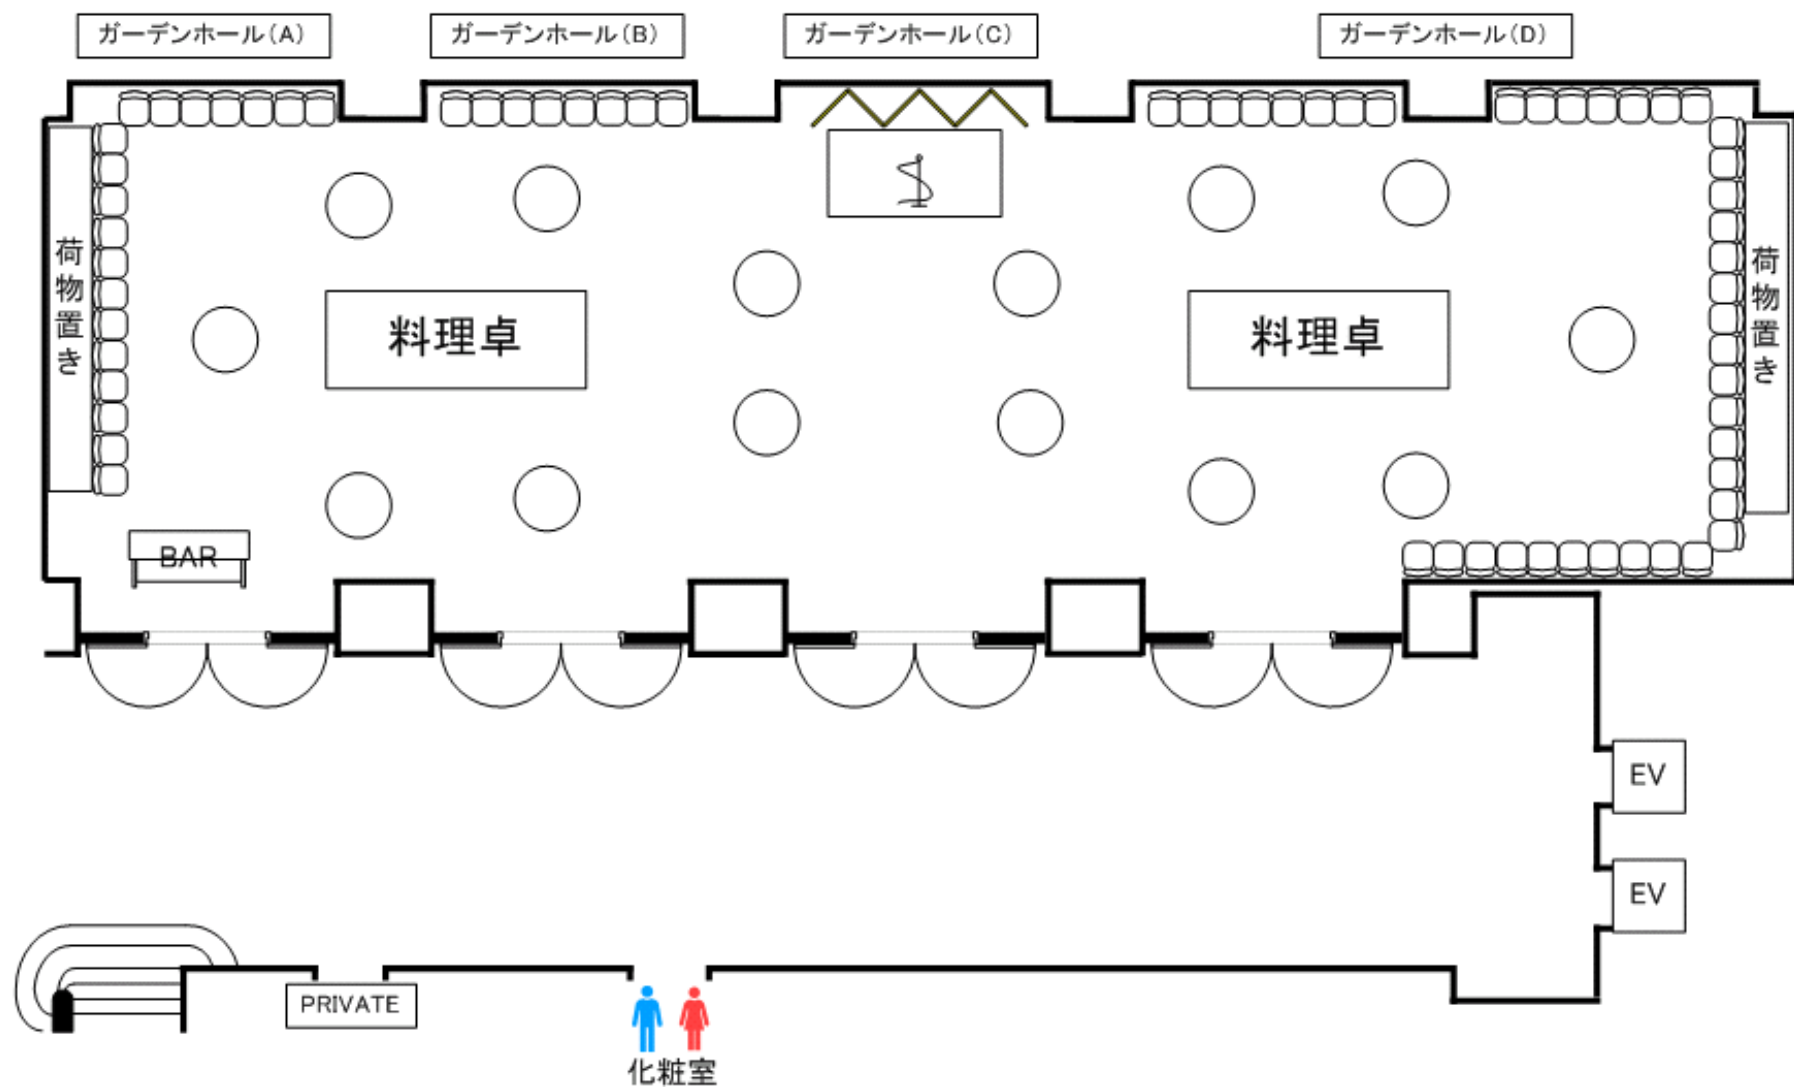 ガーデンホール(A)
ガーデンホール(B)
ガーデンホール(C)
ガーデンホール(D)
荷物置き
料理卓
料理卓
荷物置き
BAR
EV
EV
PRIVATE
化粧室